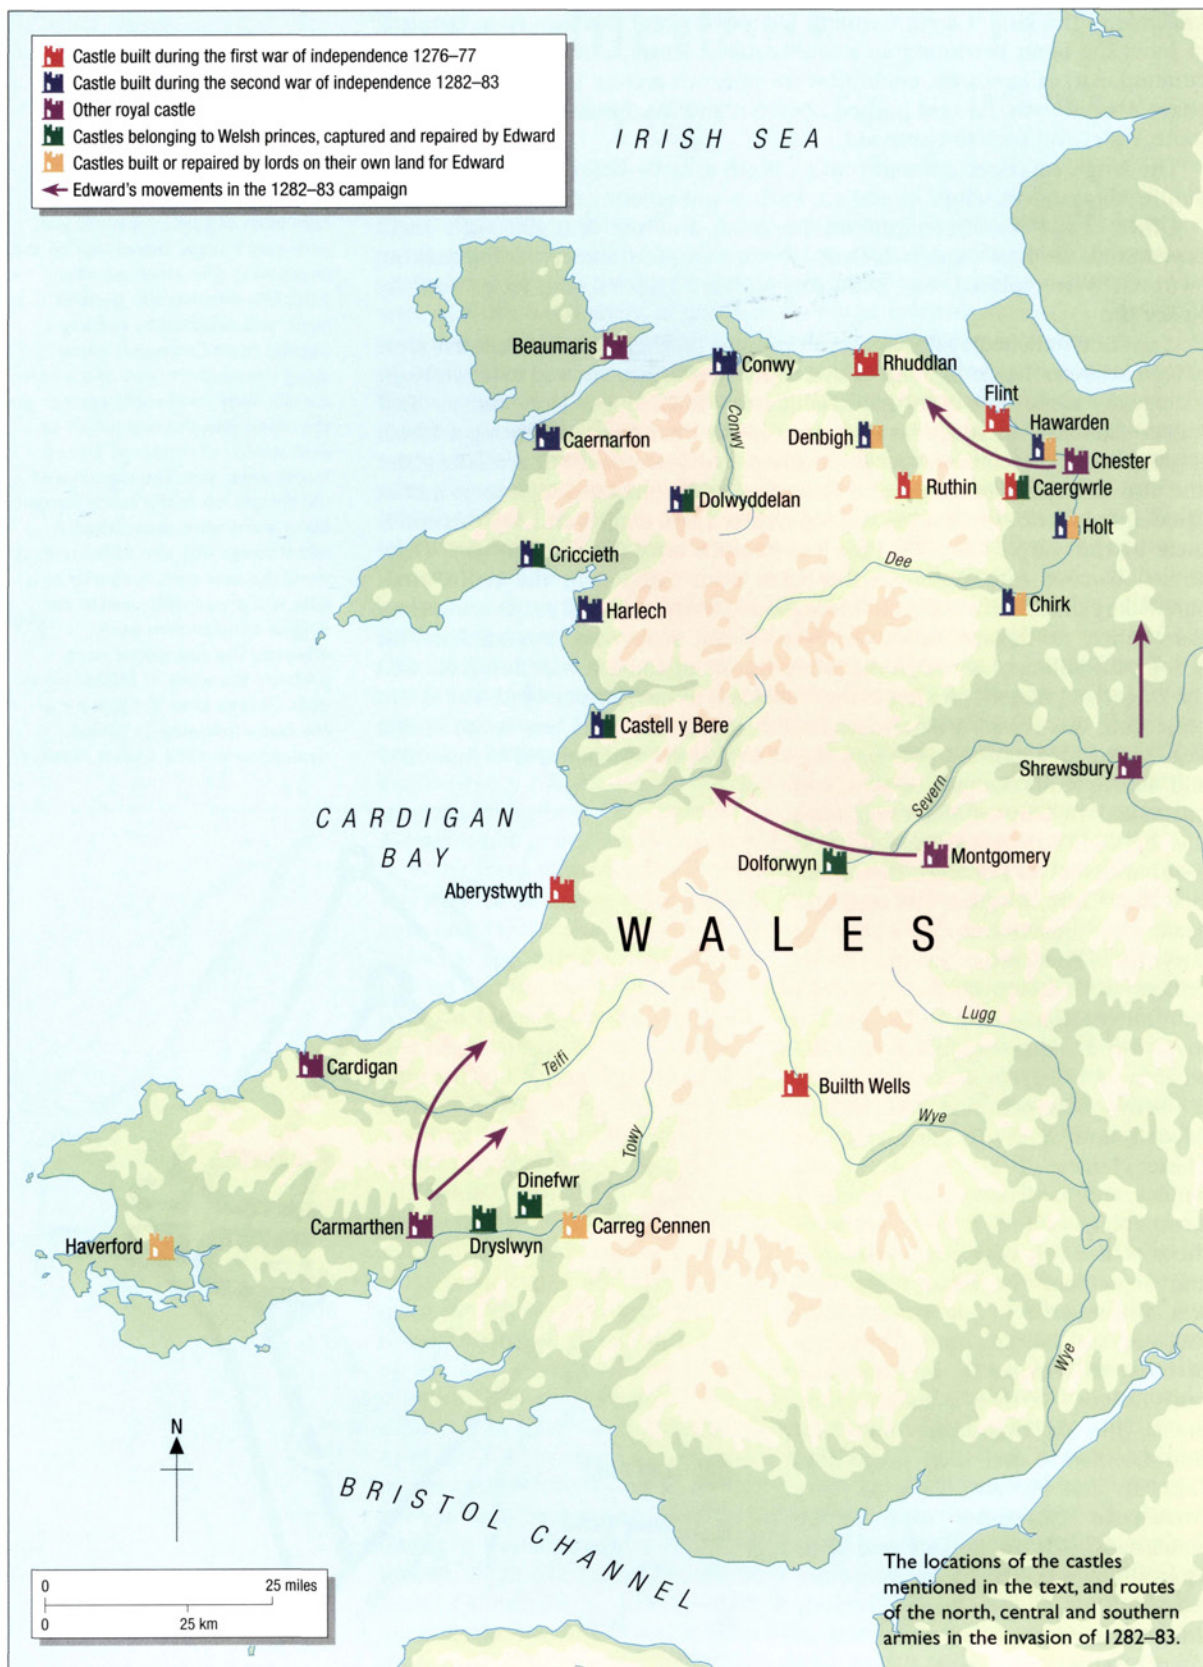 Castle built during the first war of independence 1276–77
Castle built during the second war of independence 1282–83
Other royal castle
Castles belonging to Welsh princes, captured and repaired by Edward
Castles built or repaired by lords on their own land for Edward
Edward's movements in the 1282–83 campaign
IRISH SEA
Beaumaris
Conwy
Rhuddlan
Flint
Hawarden
Conwy
Caernarfon
Denbigh
Chester
Dolwyddelan
Ruthin
Caergwrle
Holt
Criccieth
Dee
Harlech
Chirk
Castell y Bere
Shrewsbury
Severn
CARDIGAN
BAY
Dolforwyn
Montgomery
Aberystwyth
WALES
Lugg
Cardigan
Teifi
Builth Wells
Towy
Wye
Dinefwr
Carmarthen
Carreg Cennen
Haverford
Dryslwyn
Wye
N
BRISTOL CHANNEL
0 25 miles
0 25 km
The locations of the castles
mentioned in the text, and routes
of the north, central and southern
armies in the invasion of 1282–83.